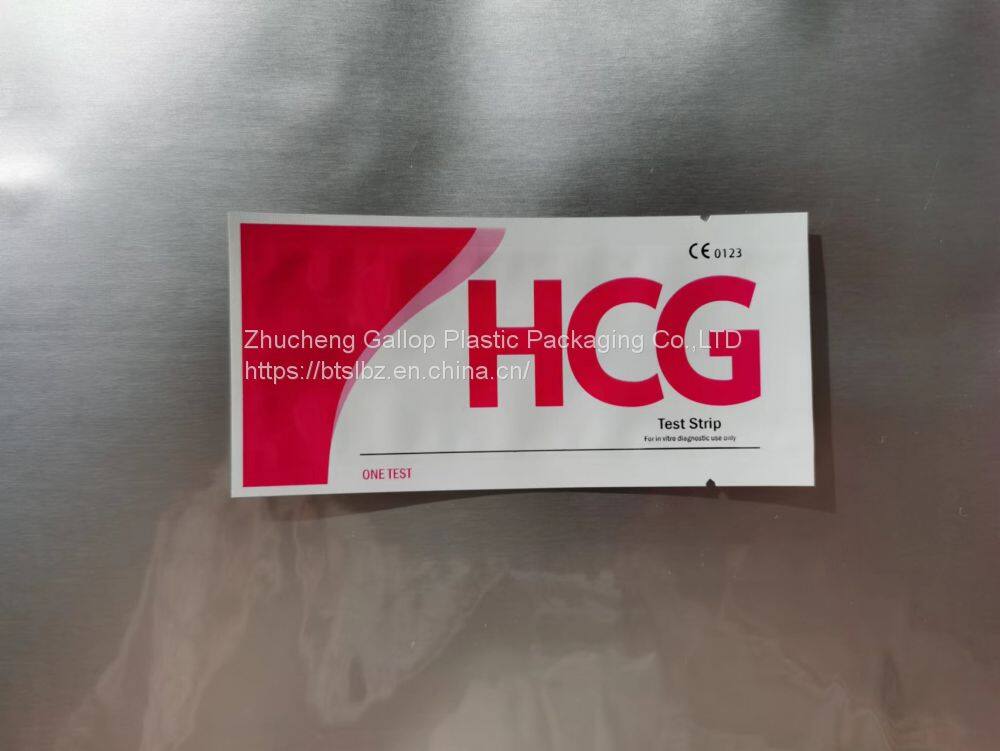 CE 0123
HCG
Zhucheng Gallop Plastic Packaging Co.,LTD
https://btslbz.en.china.cn/
Test Strip
For in vitro diagnostic use only
ONE TEST